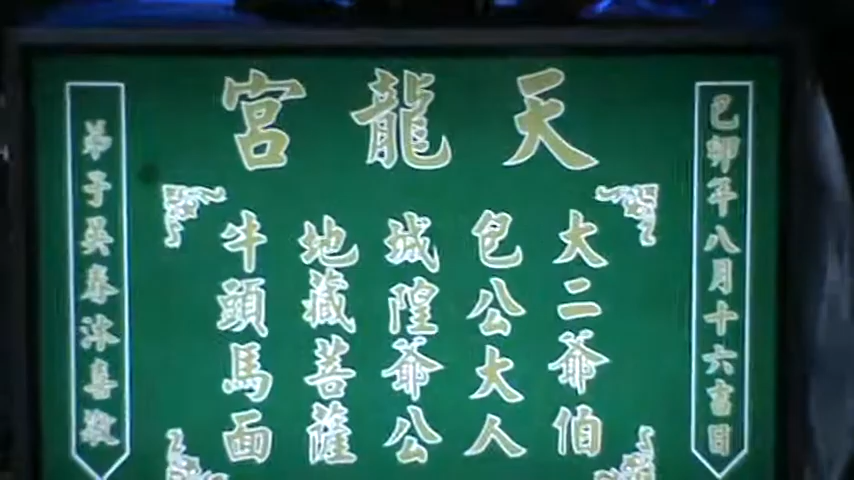 天龍宮
己卯年八月十六吉日
大二爺伯
包公大人
城隍爺公
地藏菩薩
牛頭馬面
弟子吳春沐喜敬